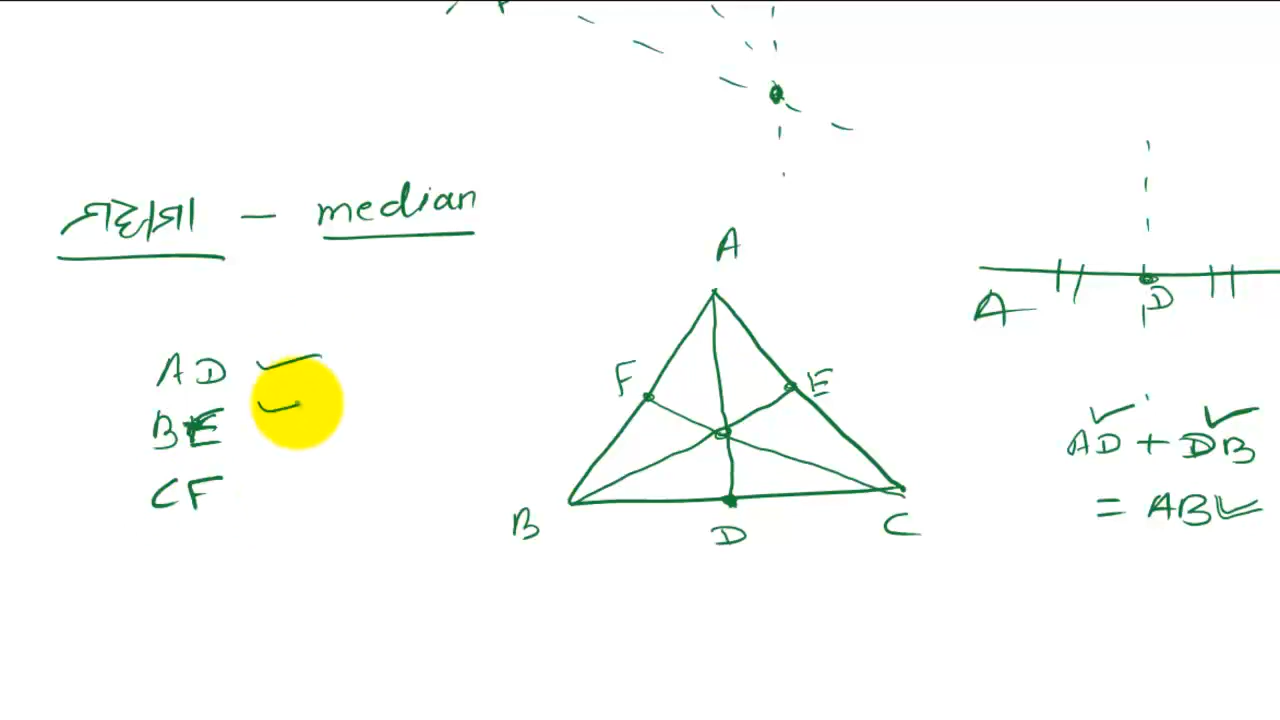 মধ্যমা - median
A
A D
F
E
AD ✓
BE ✓
CF
AD + DB
= AB
B D C